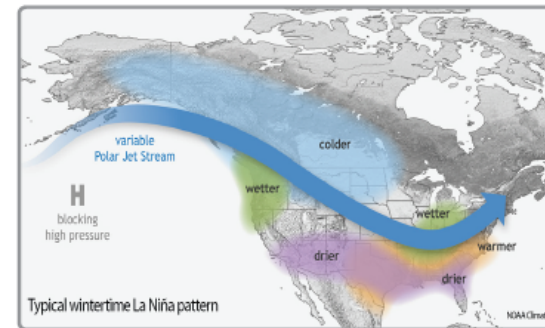 variable
Polar Jet Stream
colder
H
blocking
high pressure
wetter
wetter
drier
warmer
drier
Typical wintertime La Niña pattern